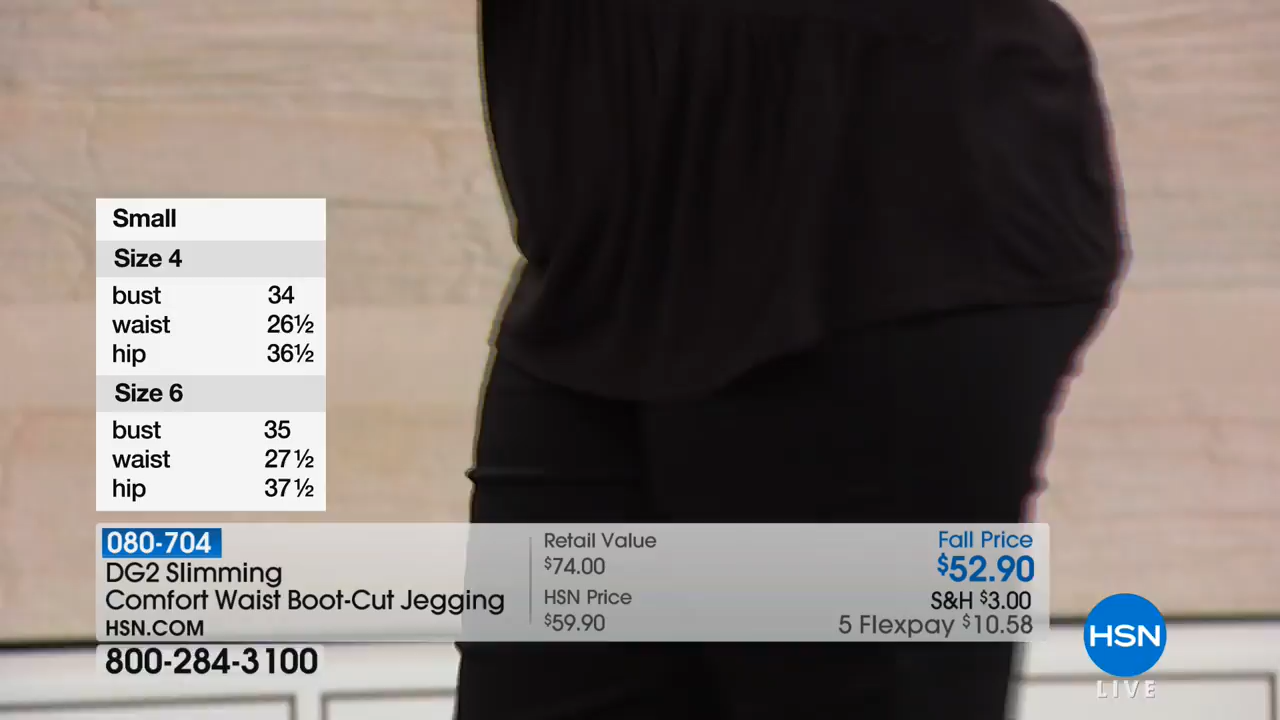 Small
Size 4
bust 34
waist 26½
hip 36½
Size 6
bust 35
waist 27½
hip 37½
080-704
DG2 Slimming
Comfort Waist Boot-Cut Jegging
HSN.COM
800-284-3100
Retail Value
$74.00
HSN Price
$59.90
Fall Price
$52.90
S&H $3.00
5 Flexpay $10.58
HSN
LIVE